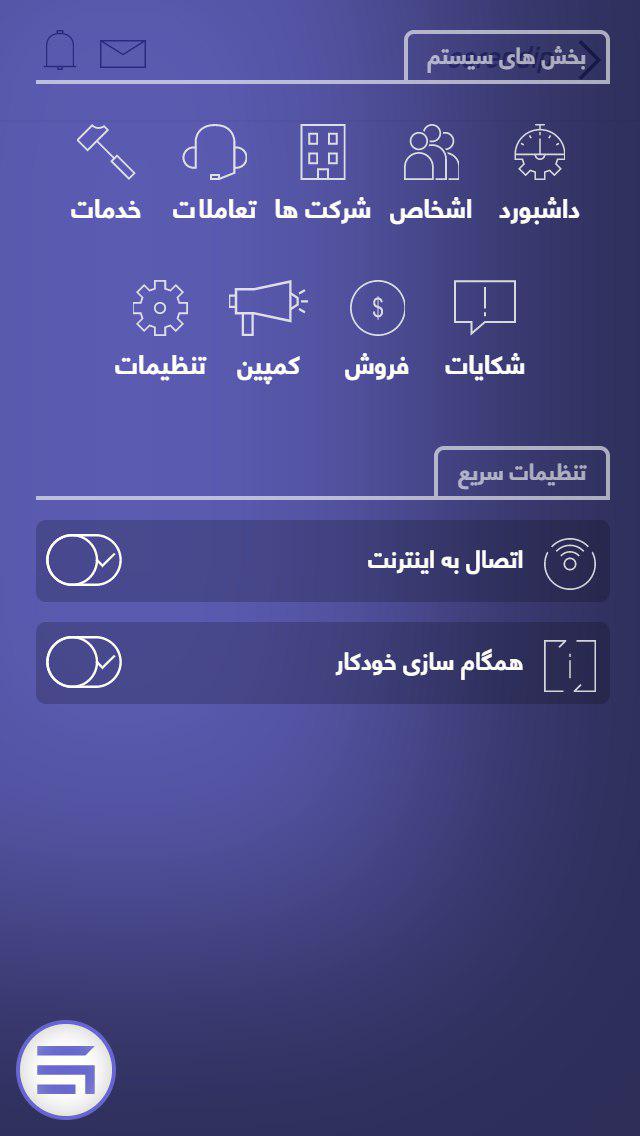 بخش های سیستم
داشبورد اشخاص شرکت ها تعاملات خدمات
شکایات فروش کمپین تنظیمات
تنظیمات سریع
اتصال به اینترنت
همگام سازی خودکار